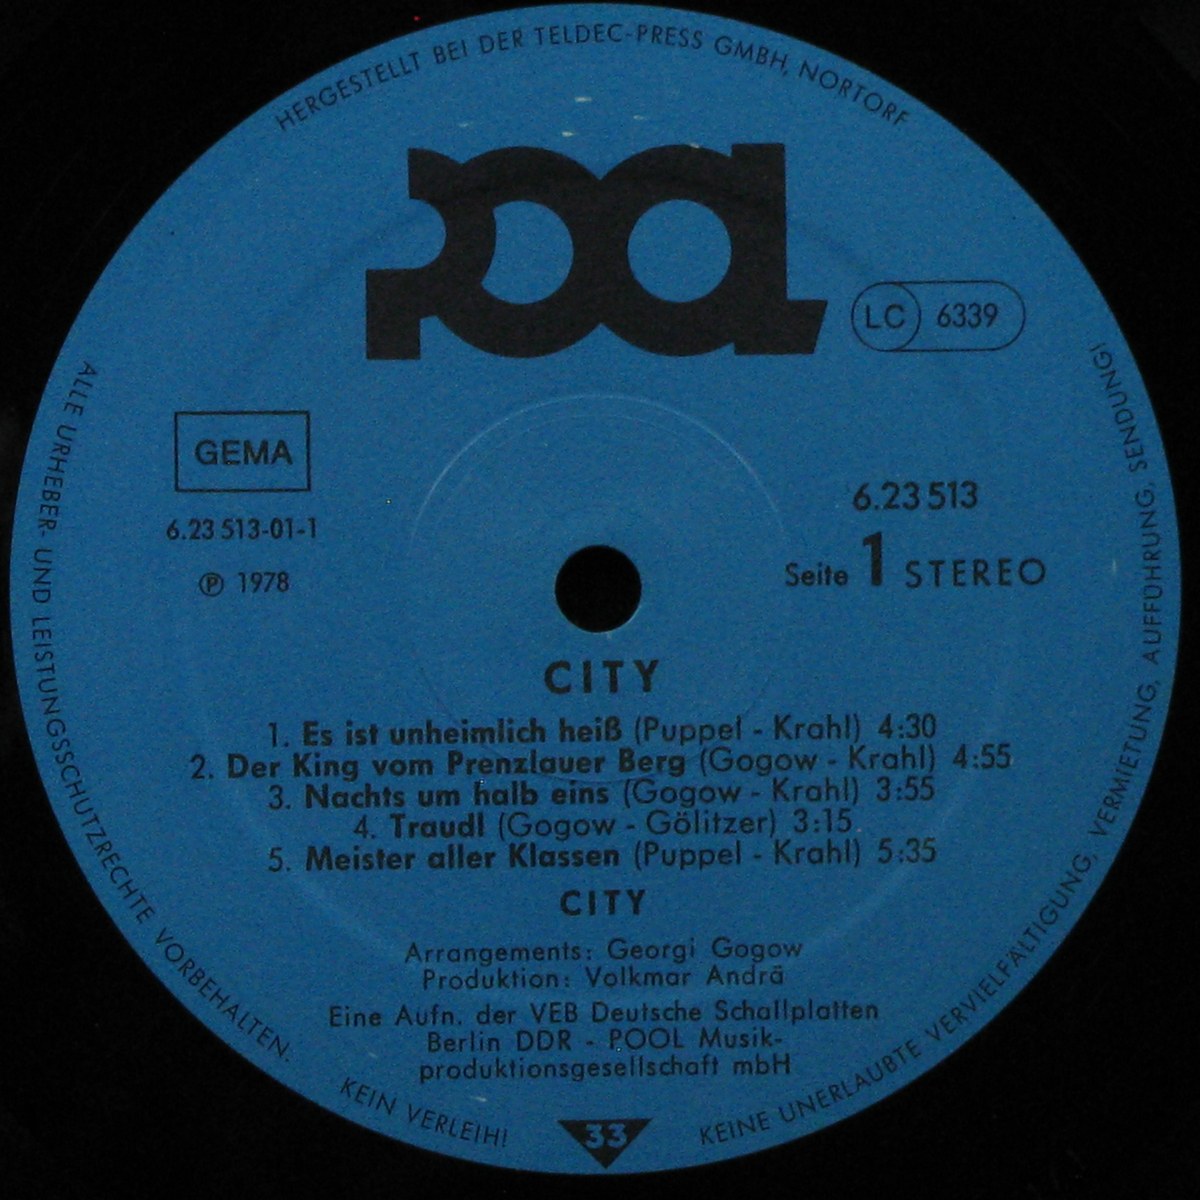 HERGESTELLT BEI DER TELDEC-PRESS GMBH, NORTORF
POOL
LC 6339
GEMA
6.23 513-01-1
℗ 1978
6.23 513
Seite 1 STEREO
CITY
1. Es ist unheimlich heiß (Puppel - Krahl) 4:30
2. Der King vom Prenzlauer Berg (Gogow - Krahl) 4:55
3. Nachts um halb eins (Gogow - Krahl) 3:55
4. Traudl (Gogow - Gölitzer) 3:15
5. Meister aller Klassen (Puppel - Krahl) 5:35
CITY
Arrangements: Georgi Gogow
Produktion: Volkmar Andrä
Eine Aufn. der VEB Deutsche Schallplatten
Berlin DDR - POOL Musik-
produktionsgesellschaft mbH
33
ALLE URHEBER- UND LEISTUNGSSCHUTZRECHTE VORBEHALTEN.
KEIN VERLEIH!
KEINE UNERLAUBTE VERVIELFÄLTIGUNG, VERMIETUNG, AUFFÜHRUNG, SENDUNG!